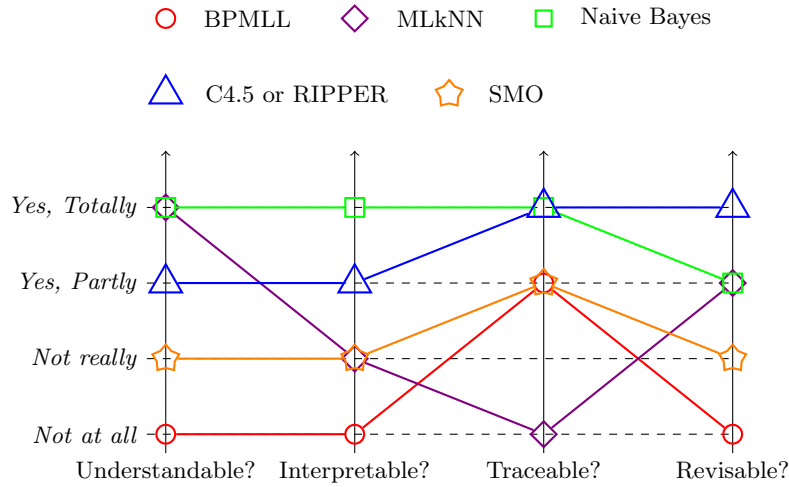 BPMLL MLkNN Naive Bayes
C4.5 or RIPPER SMO
Yes, Totally
Yes, Partly
Not really
Not at all
Understandable? Interpretable? Traceable? Revisable?